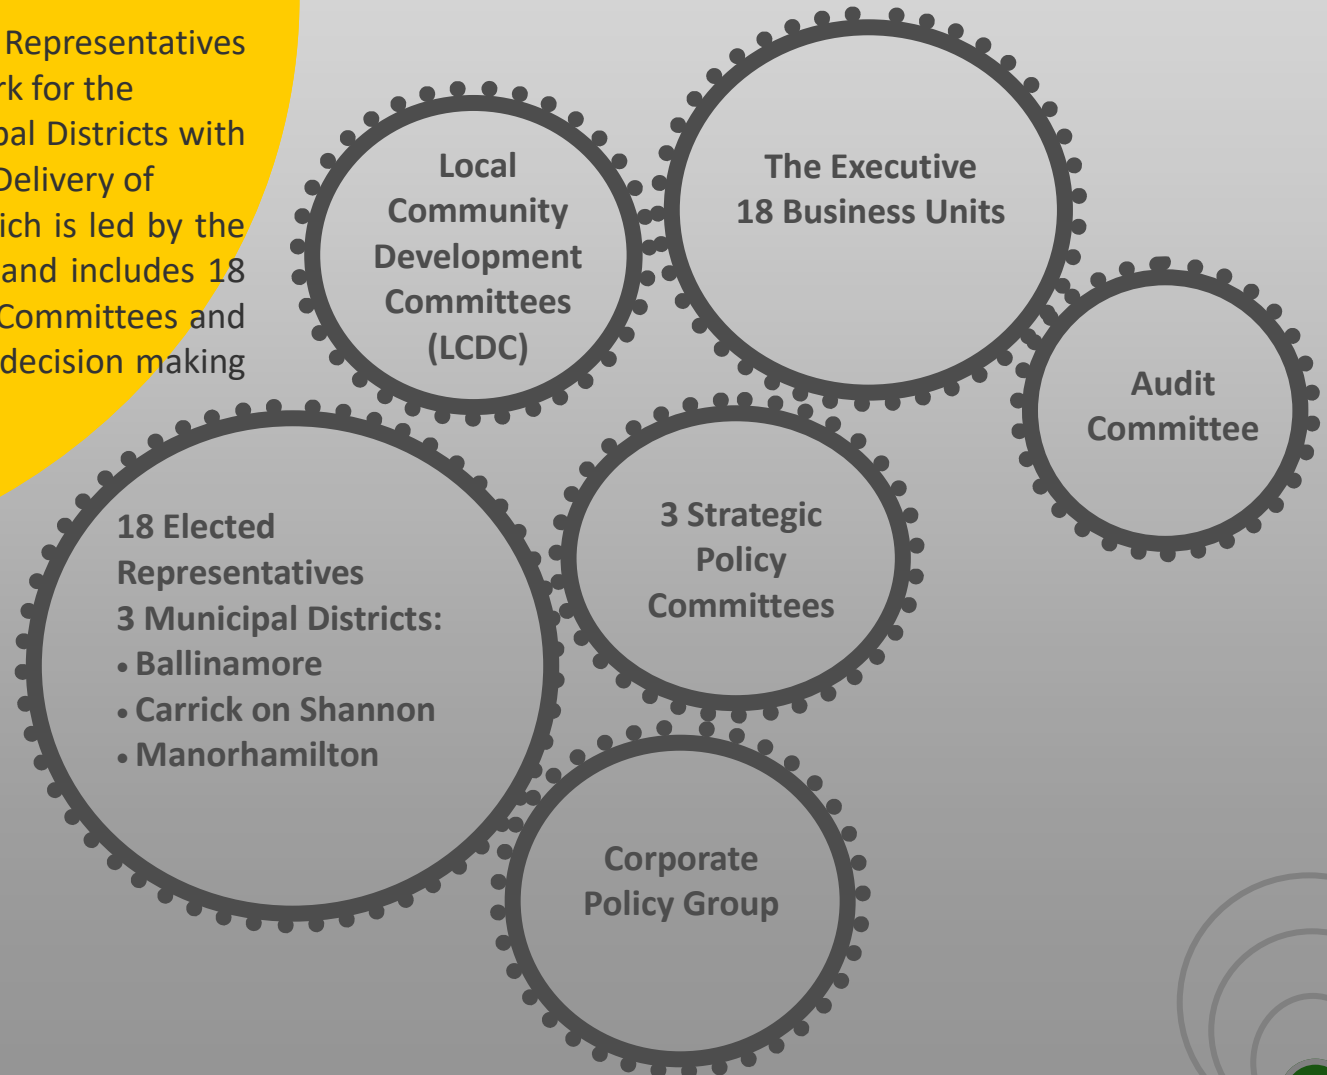 Representatives
rk for the
pal Districts with
Delivery of
ich is led by the
and includes 18
Committees and
decision making
Local
Community
Development
Committees
(LCDC)
The Executive
18 Business Units
Audit
Committee
18 Elected
Representatives
3 Municipal Districts:
• Ballinamore
• Carrick on Shannon
• Manorhamilton
3 Strategic
Policy
Committees
Corporate
Policy Group